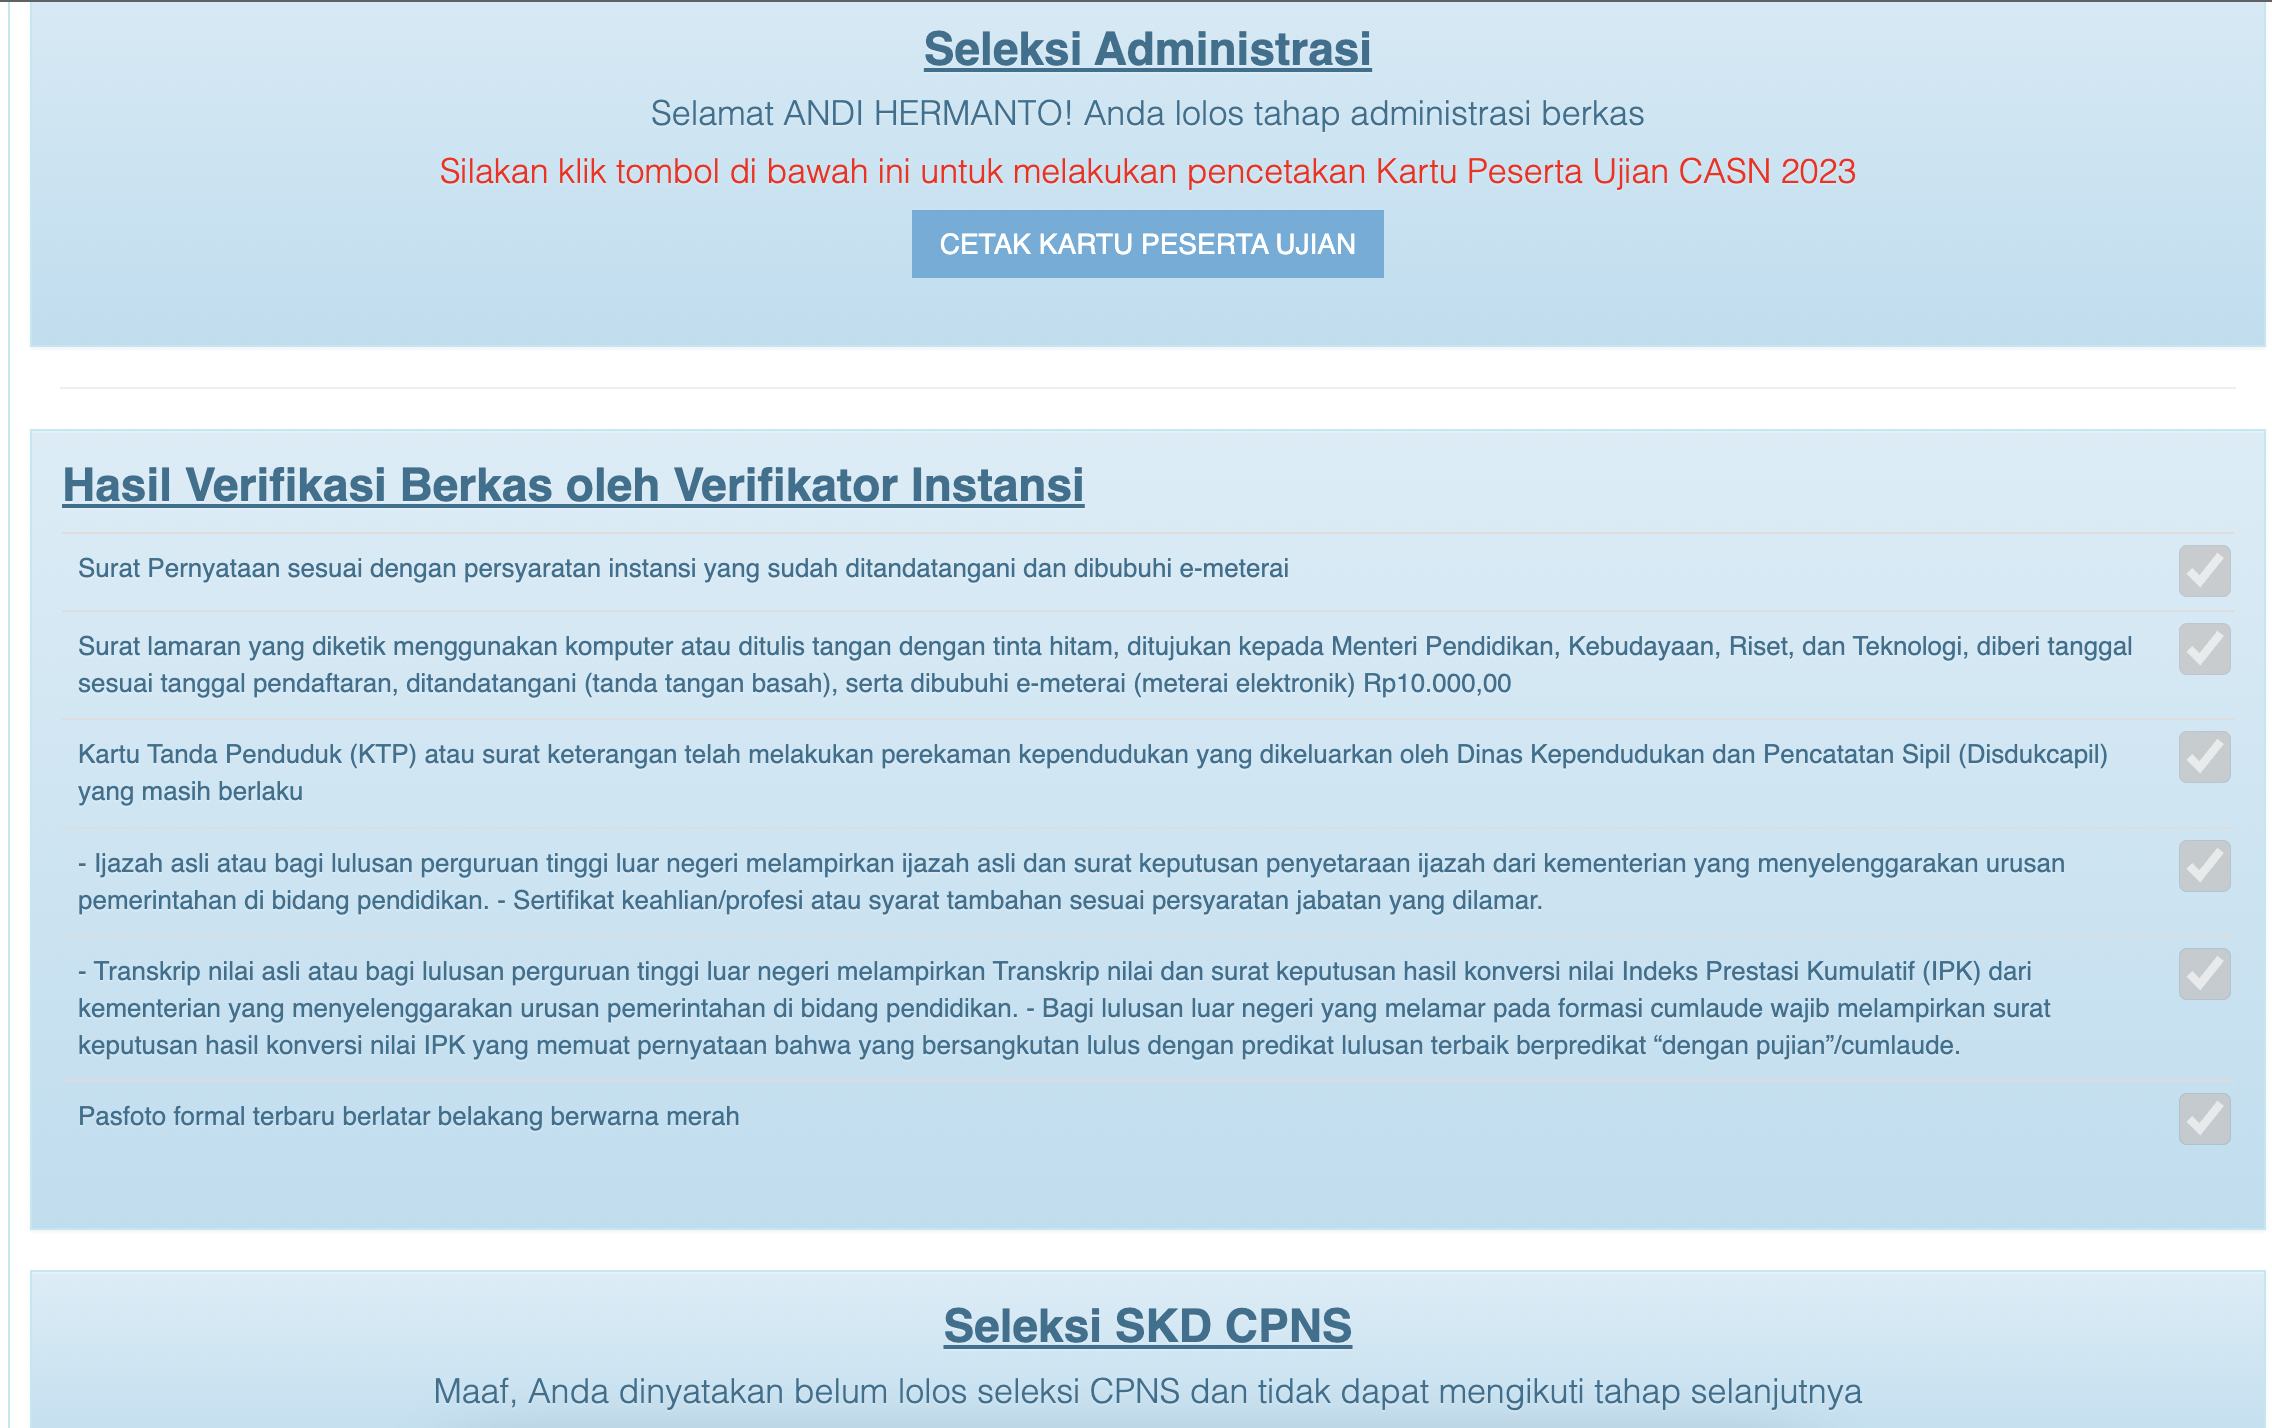 Seleksi Administrasi
Selamat ANDI HERMANTO! Anda lolos tahap administrasi berkas
Silakan klik tombol di bawah ini untuk melakukan pencetakan Kartu Peserta Ujian CASN 2023
CETAK KARTU PESERTA UJIAN
Hasil Verifikasi Berkas oleh Verifikator Instansi
Surat Pernyataan sesuai dengan persyaratan instansi yang sudah ditandatangani dan dibubuhi e-meterai
Surat lamaran yang diketik menggunakan komputer atau ditulis tangan dengan tinta hitam, ditujukan kepada Menteri Pendidikan, Kebudayaan, Riset, dan Teknologi, diberi tanggal
sesuai tanggal pendaftaran, ditandatangani (tanda tangan basah), serta dibubuhi e-meterai (meterai elektronik) Rp10.000,00
Kartu Tanda Penduduk (KTP) atau surat keterangan telah melakukan perekaman kependudukan yang dikeluarkan oleh Dinas Kependudukan dan Pencatatan Sipil (Disdukcapil)
yang masih berlaku
- Ijazah asli atau bagi lulusan perguruan tinggi luar negeri melampirkan ijazah asli dan surat keputusan penyetaraan ijazah dari kementerian yang menyelenggarakan urusan
pemerintahan di bidang pendidikan. - Sertifikat keahlian/profesi atau syarat tambahan sesuai persyaratan jabatan yang dilamar.
- Transkrip nilai asli atau bagi lulusan perguruan tinggi luar negeri melampirkan Transkrip nilai dan surat keputusan hasil konversi nilai Indeks Prestasi Kumulatif (IPK) dari
kementerian yang menyelenggarakan urusan pemerintahan di bidang pendidikan. - Bagi lulusan luar negeri yang melamar pada formasi cumlaude wajib melampirkan surat
keputusan hasil konversi nilai IPK yang memuat pernyataan bahwa yang bersangkutan lulus dengan predikat lulusan terbaik berpredikat “dengan pujian”/cumlaude.
Pasfoto formal terbaru berlatar belakang berwarna merah
Seleksi SKD CPNS
Maaf, Anda dinyatakan belum lolos seleksi CPNS dan tidak dapat mengikuti tahap selanjutnya